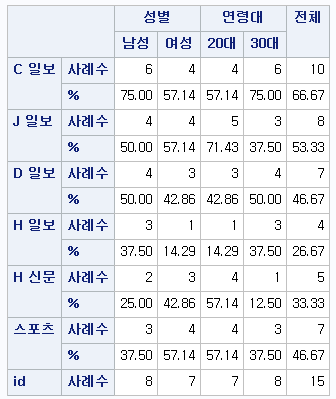 성별 연령대 전체
남성 여성 20대 30대
C 일보 사례수 6 4 4 6 10
% 75.00 57.14 57.14 75.00 66.67
J 일보 사례수 4 4 5 3 8
% 50.00 57.14 71.43 37.50 53.33
D 일보 사례수 4 3 3 4 7
% 50.00 42.86 42.86 50.00 46.67
H 일보 사례수 3 1 1 3 4
% 37.50 14.29 14.29 37.50 26.67
H 신문 사례수 2 3 4 1 5
% 25.00 42.86 57.14 12.50 33.33
스포츠 사례수 3 4 4 3 7
% 37.50 57.14 57.14 37.50 46.67
id 사례수 8 7 7 8 15